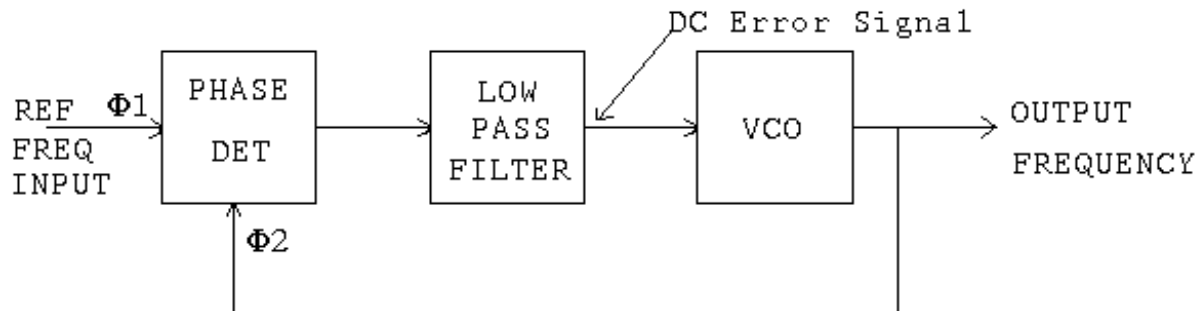 DC Error Signal
REF
FREQ
INPUT
Φ1
PHASE
DET
LOW
PASS
FILTER
VCO
OUTPUT
FREQUENCY
Φ2